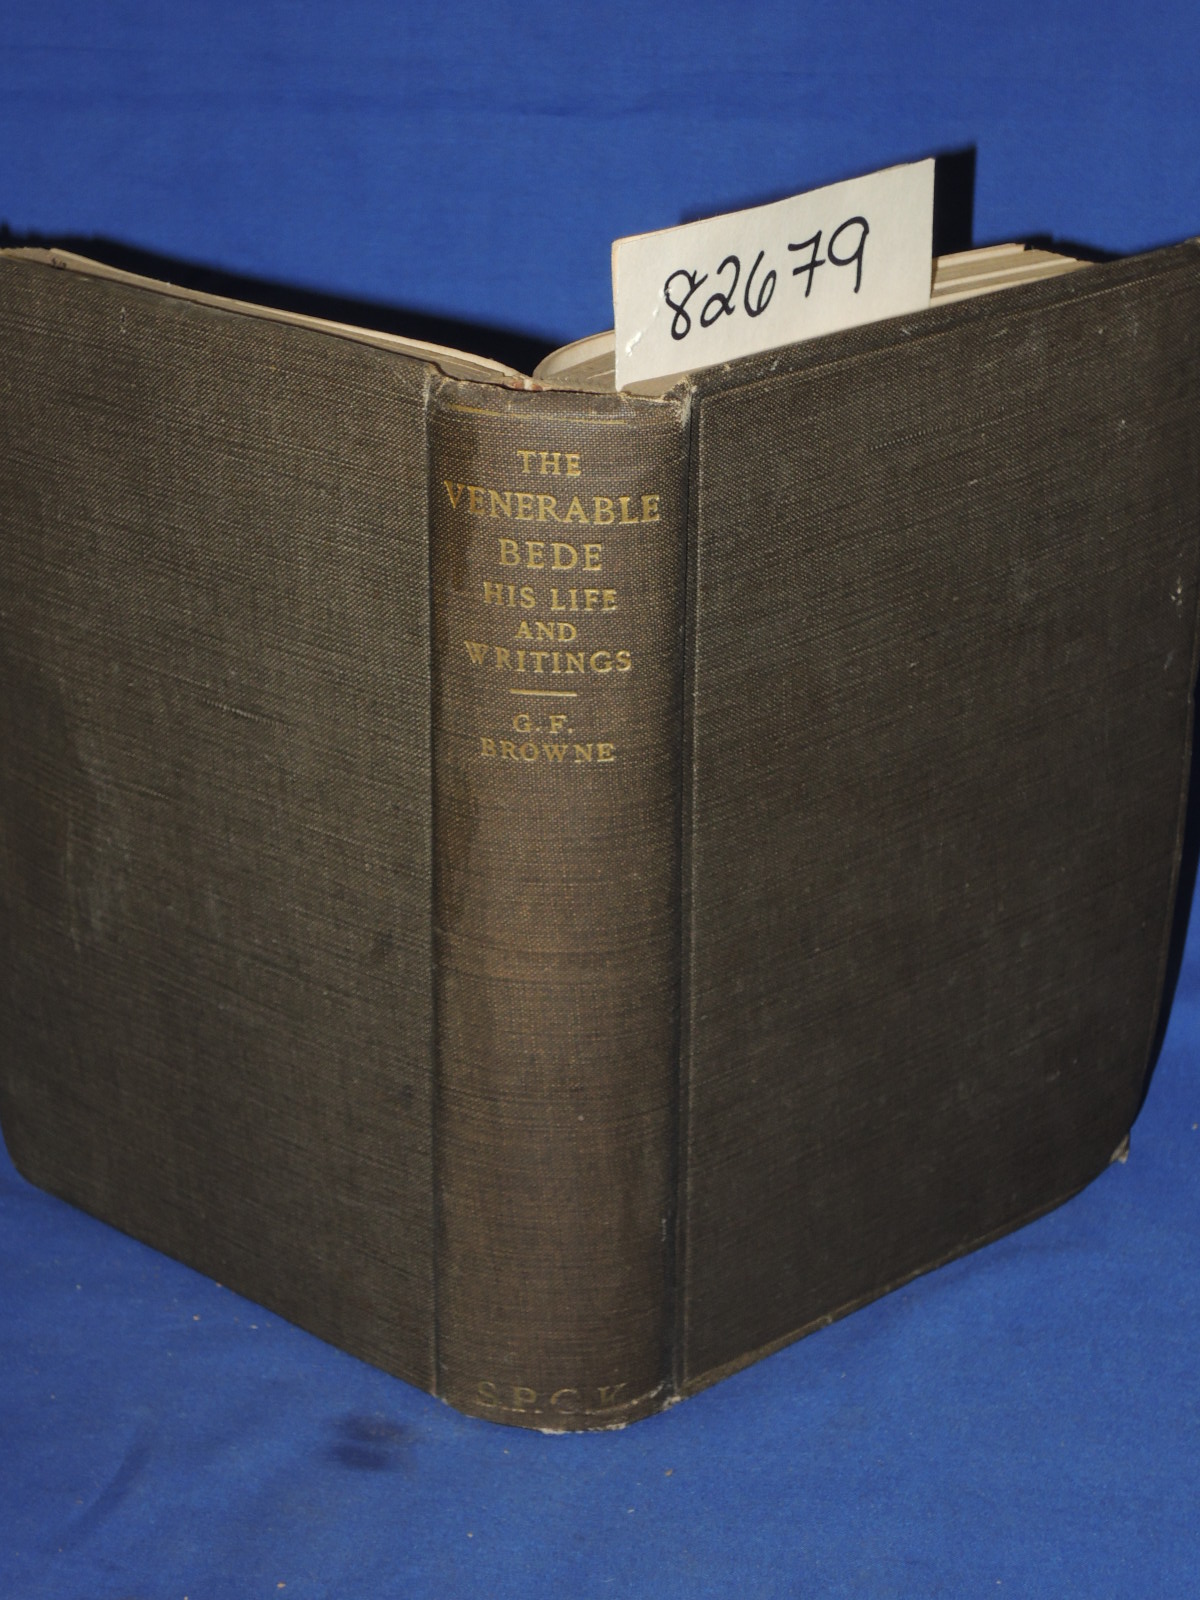 82679
THE
VENERABLE
BEDE
HIS LIFE
AND
WRITINGS
G. F.
BROWNE
S.P.C.K.